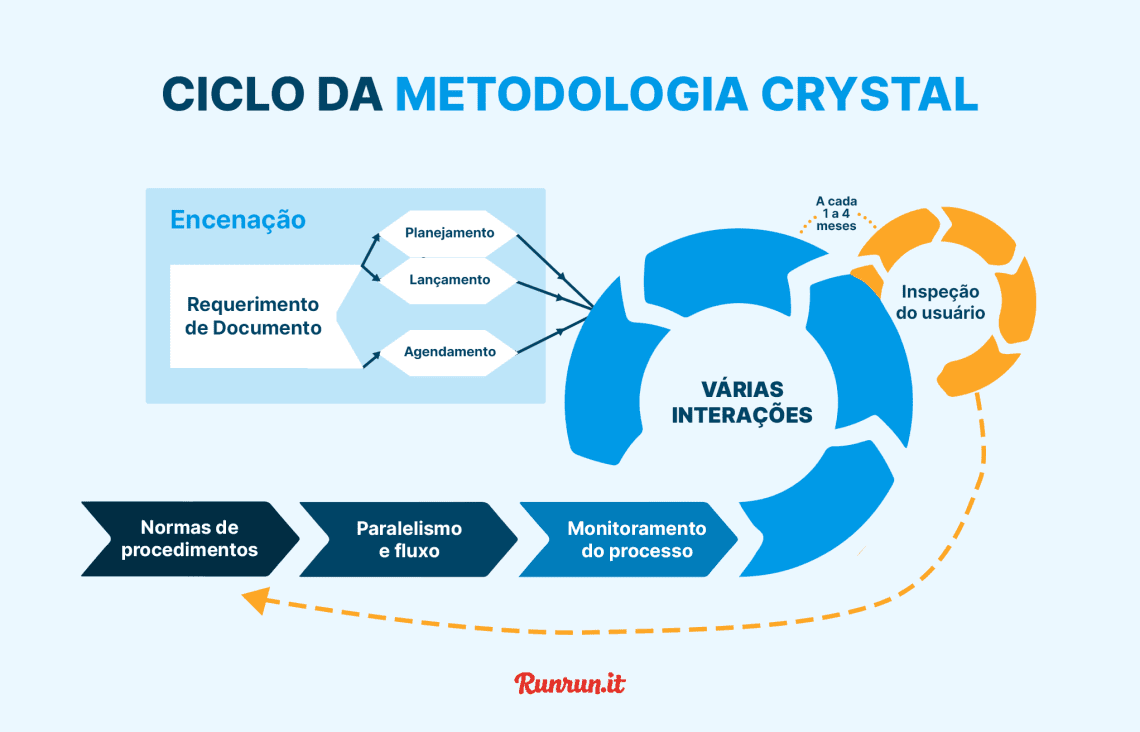 CICLO DA METODOLOGIA CRYSTAL
Encenação
Requerimento
de Documento
Planejamento
Lançamento
Agendamento
A cada
1 a 4
meses
Inspeção
do usuário
VÁRIAS
INTERAÇÕES
Normas de
procedimentos
Paralelismo
e fluxo
Monitoramento
do processo
Runrun.it